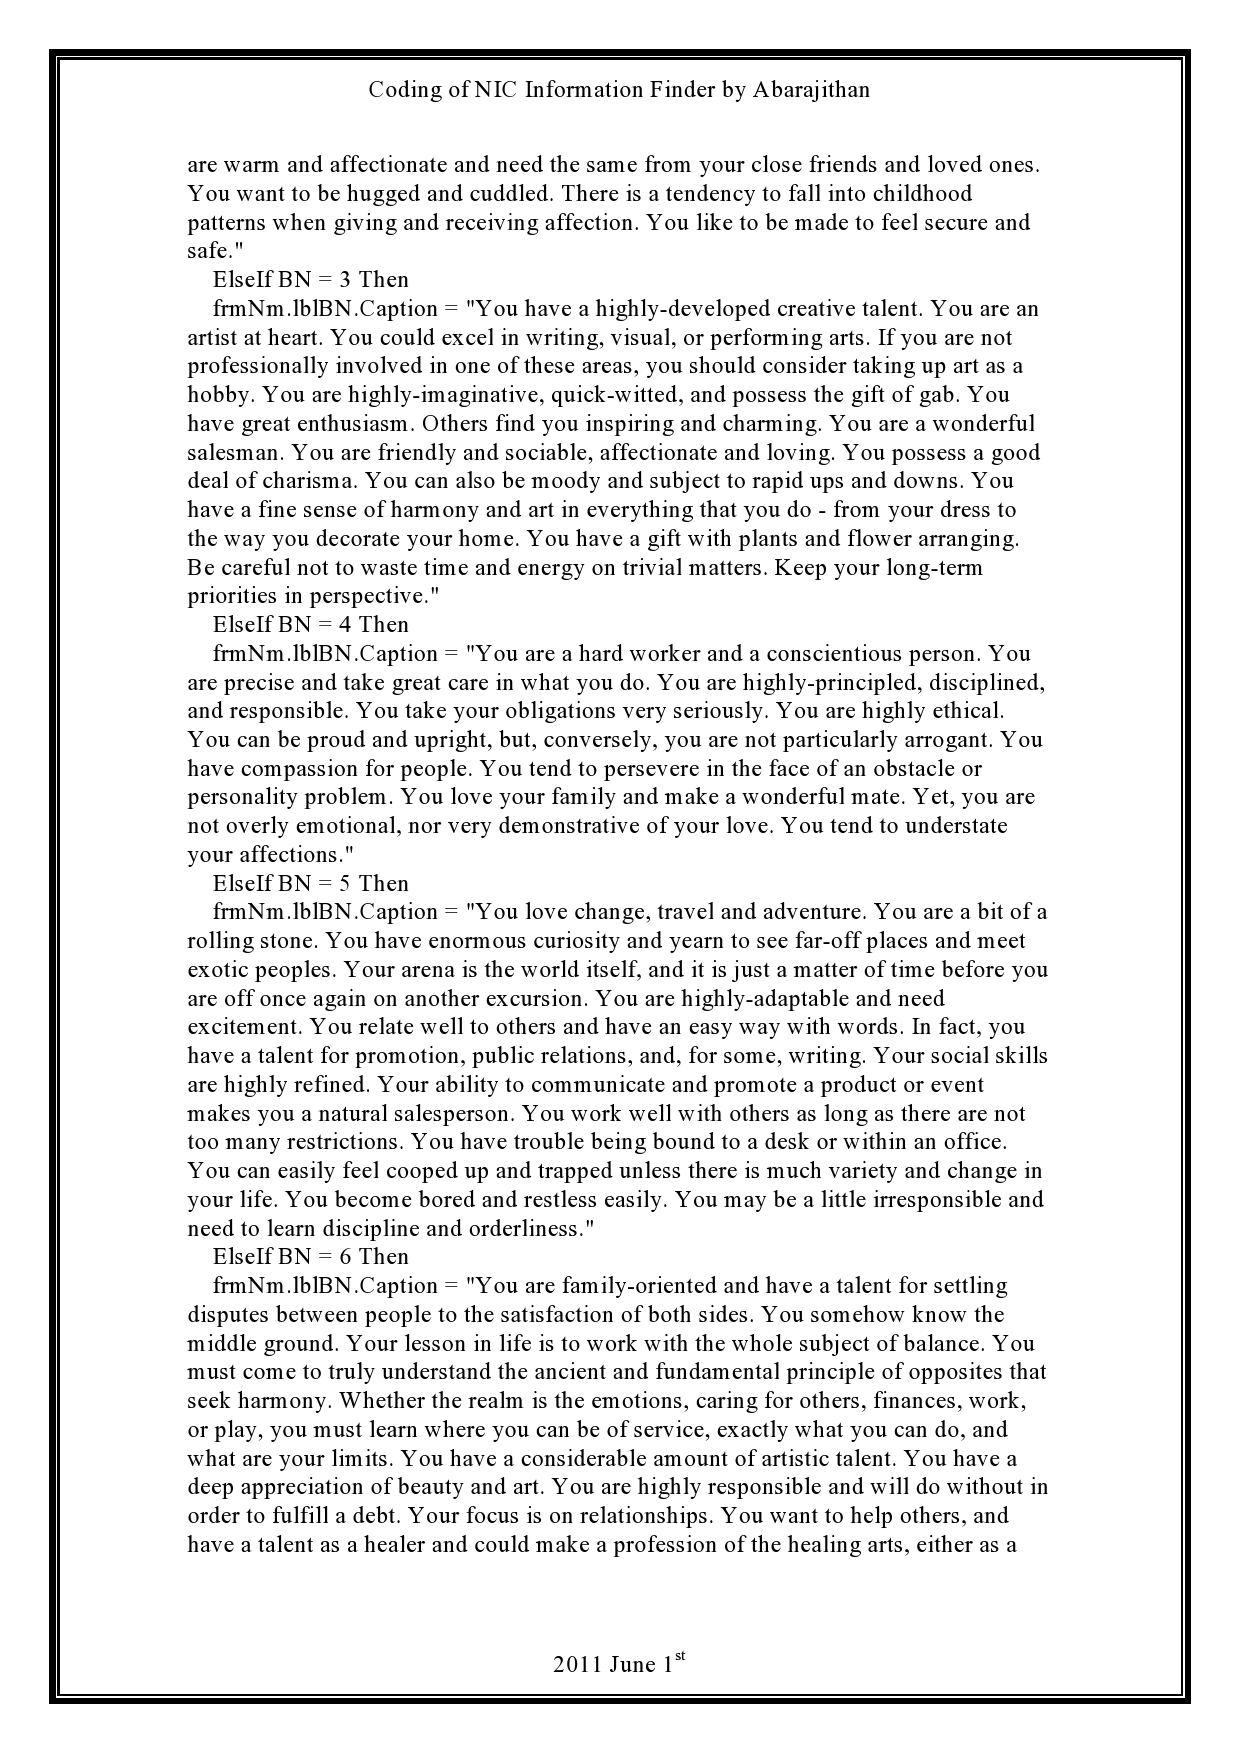 Coding of NIC Information Finder by Abarajithan
are warm and affectionate and need the same from your close friends and loved ones.
You want to be hugged and cuddled. There is a tendency to fall into childhood
patterns when giving and receiving affection. You like to be made to feel secure and
safe."
ElseIf BN = 3 Then
frmNm.lblBN.Caption = "You have a highly-developed creative talent. You are an
artist at heart. You could excel in writing, visual, or performing arts. If you are not
professionally involved in one of these areas, you should consider taking up art as a
hobby. You are highly-imaginative, quick-witted, and possess the gift of gab. You
have great enthusiasm. Others find you inspiring and charming. You are a wonderful
salesman. You are friendly and sociable, affectionate and loving. You possess a good
deal of charisma. You can also be moody and subject to rapid ups and downs. You
have a fine sense of harmony and art in everything that you do - from your dress to
the way you decorate your home. You have a gift with plants and flower arranging.
Be careful not to waste time and energy on trivial matters. Keep your long-term
priorities in perspective."
ElseIf BN = 4 Then
frmNm.lblBN.Caption = "You are a hard worker and a conscientious person. You
are precise and take great care in what you do. You are highly-principled, disciplined,
and responsible. You take your obligations very seriously. You are highly ethical.
You can be proud and upright, but, conversely, you are not particularly arrogant. You
have compassion for people. You tend to persevere in the face of an obstacle or
personality problem. You love your family and make a wonderful mate. Yet, you are
not overly emotional, nor very demonstrative of your love. You tend to understate
your affections."
ElseIf BN = 5 Then
frmNm.lblBN.Caption = "You love change, travel and adventure. You are a bit of a
rolling stone. You have enormous curiosity and yearn to see far-off places and meet
exotic peoples. Your arena is the world itself, and it is just a matter of time before you
are off once again on another excursion. You are highly-adaptable and need
excitement. You relate well to others and have an easy way with words. In fact, you
have a talent for promotion, public relations, and, for some, writing. Your social skills
are highly refined. Your ability to communicate and promote a product or event
makes you a natural salesperson. You work well with others as long as there are not
too many restrictions. You have trouble being bound to a desk or within an office.
You can easily feel cooped up and trapped unless there is much variety and change in
your life. You become bored and restless easily. You may be a little irresponsible and
need to learn discipline and orderliness."
ElseIf BN = 6 Then
frmNm.lblBN.Caption = "You are family-oriented and have a talent for settling
disputes between people to the satisfaction of both sides. You somehow know the
middle ground. Your lesson in life is to work with the whole subject of balance. You
must come to truly understand the ancient and fundamental principle of opposites that
seek harmony. Whether the realm is the emotions, caring for others, finances, work,
or play, you must learn where you can be of service, exactly what you can do, and
what are your limits. You have a considerable amount of artistic talent. You have a
deep appreciation of beauty and art. You are highly responsible and will do without in
order to fulfill a debt. Your focus is on relationships. You want to help others, and
have a talent as a healer and could make a profession of the healing arts, either as a
2011 June 1st